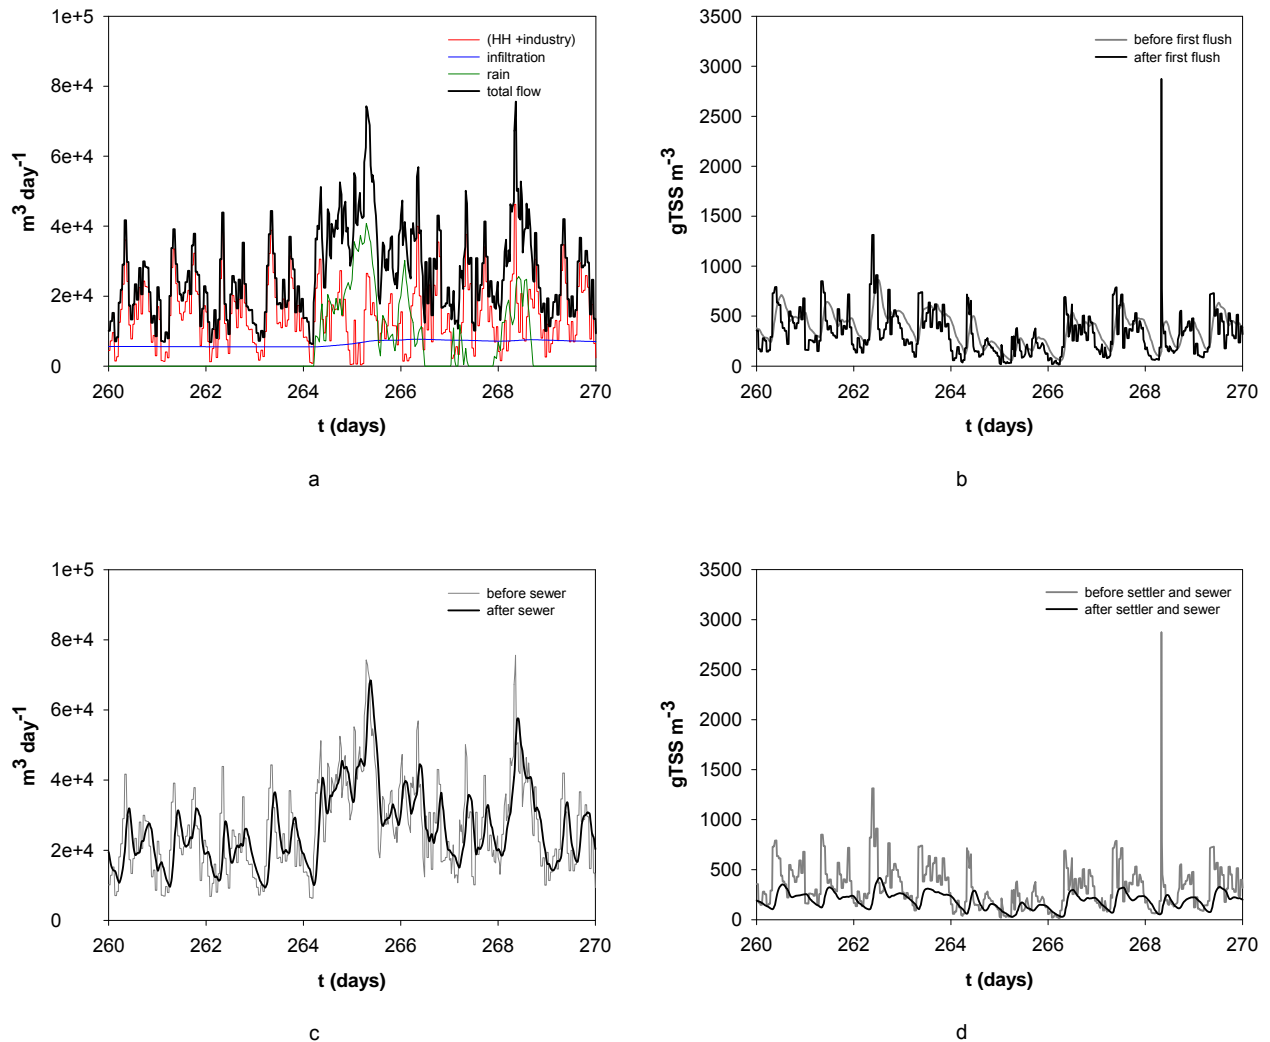 1e+5
8e+4
6e+4
4e+4
2e+4
0
m³ day⁻¹
(HH +industry)
infiltration
rain
total flow
260 262 264 266 268 270
t (days)
a
3500
3000
2500
2000
1500
1000
500
0
gTSS m⁻³
before first flush
after first flush
260 262 264 266 268 270
t (days)
b
1e+5
8e+4
6e+4
4e+4
2e+4
0
m³ day⁻¹
before sewer
after sewer
260 262 264 266 268 270
t (days)
c
3500
3000
2500
2000
1500
1000
500
0
gTSS m⁻³
before settler and sewer
after settler and sewer
260 262 264 266 268 270
t (days)
d